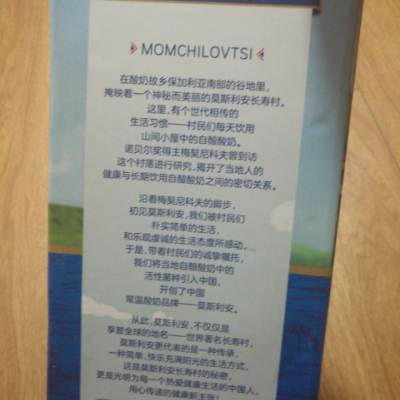 MOMCHILOVTSI
在酸奶故乡保加利亚南部的谷地里，
掩映着一个神秘而美丽的莫斯利安长寿村。
这里，有个世代相传的
生活习惯——村民们每天饮用
山间小屋中的自酿酸奶。
诺贝尔奖得主梅契尼科夫曾到访
这个村落进行研究，揭开了当地人的
健康与长期饮用自酿酸奶之间的密切关系。
沿着梅契尼科夫的脚步，
初见莫斯利安，我们被村民们
朴实简单的生活，
和乐观虔诚的生活态度所感动，
于是，带着村民们的诚挚嘱托，
我们将当地自酿酸奶中的
活性菌种引入中国，
开创了中国
常温酸奶品牌——莫斯利安。
从此，莫斯利安，不仅仅是
享誉全球的地名——世界著名长寿村，
莫斯利安更代表的是一种传承，
一种简单，快乐充满阳光的生活方式，
这是莫斯利安长寿村的秘密，
更是光明为每一个热爱健康生活的中国人，
用心传递的健康新主张！